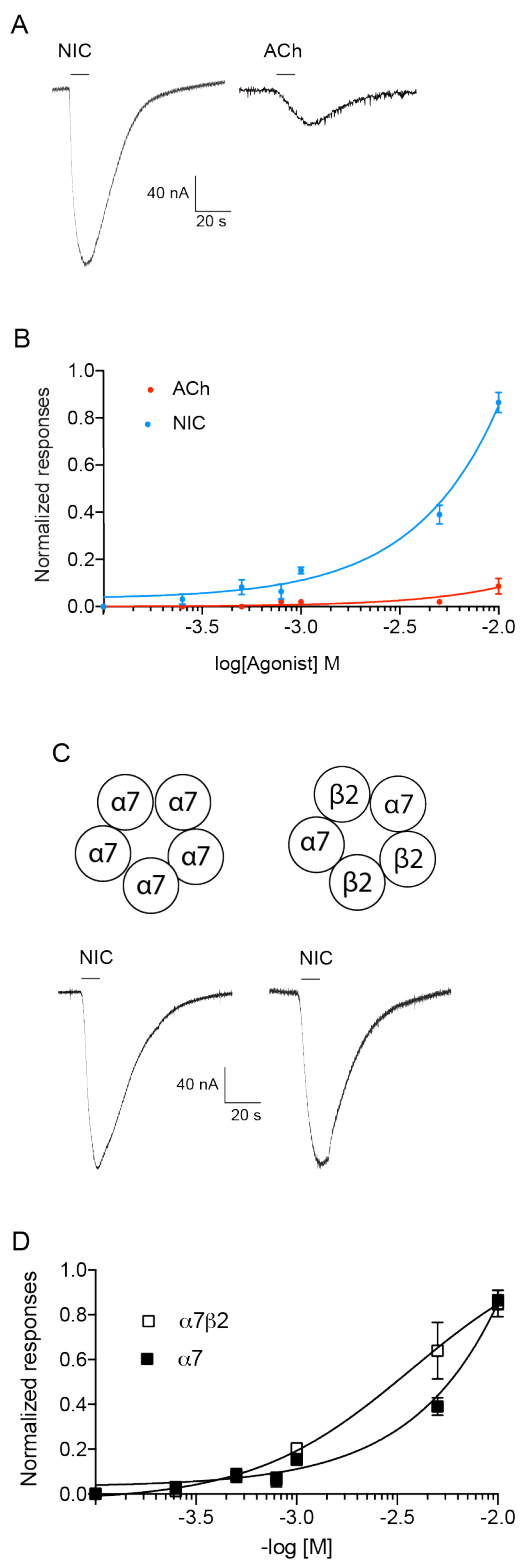 A
NIC ACh
40 nA
20 s
B
Normalized responses
1.0
0.8
0.6
0.4
0.2
0.0
ACh
NIC
-3.5 -3.0 -2.5 -2.0
log[Agonist] M
C
α7 α7 β2 α7
α7 α7 α7 β2
α7 β2
NIC NIC
40 nA
20 s
D
Normalized responses
1.0
0.8
0.6
0.4
0.2
0.0
α7β2
α7
-3.5 -3.0 -2.5 -2.0
-log [M]